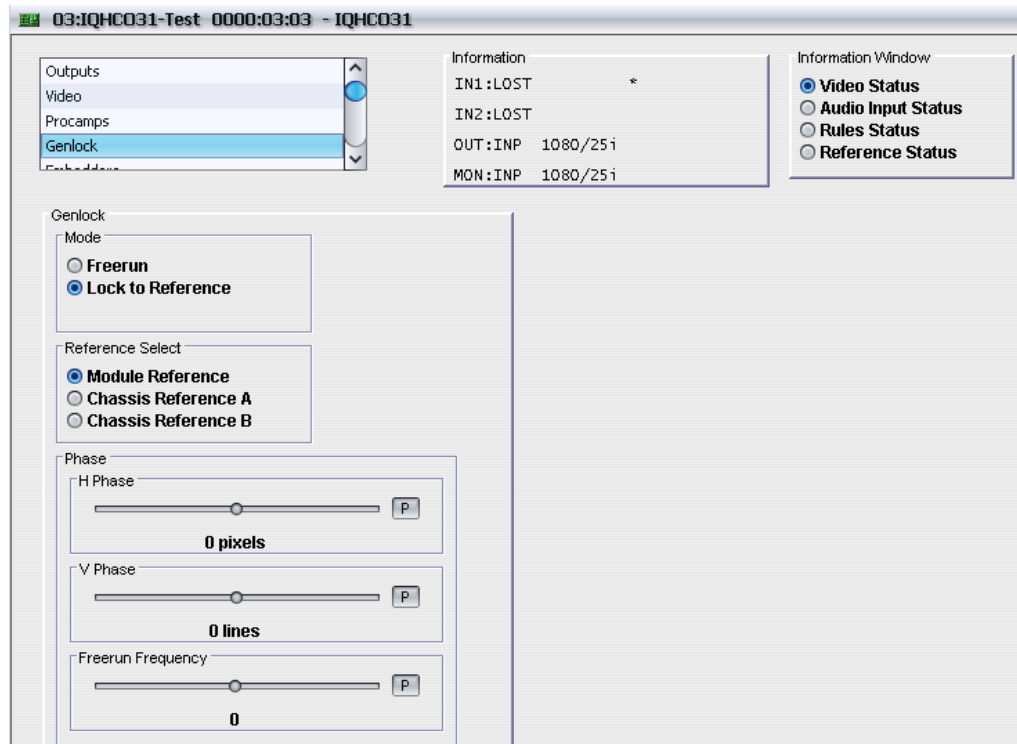 03:IQHCO31-Test 0000:03:03 - IQHCO31
Outputs
Video
Procamps
Genlock
Information
IN1:LOST *
IN2:LOST
OUT:INP 1080/25i
MON:INP 1080/25i
Information Window
Video Status
Audio Input Status
Rules Status
Reference Status
Genlock
Mode
Freerun
Lock to Reference
Reference Select
Module Reference
Chassis Reference A
Chassis Reference B
Phase
H Phase
P
0 pixels
V Phase
P
0 lines
Freerun Frequency
P
0